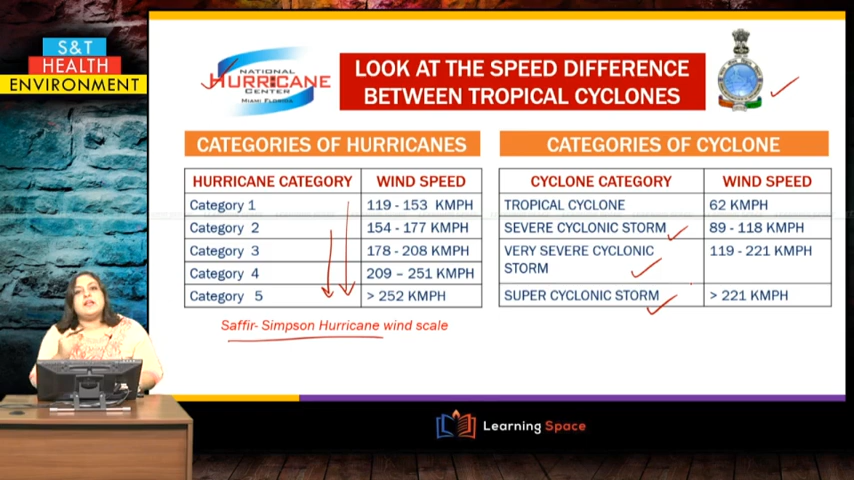 S&T
HEALTH
ENVIRONMENT
NATIONAL
HURRICANE
CENTER
MIAMI, FLORIDA
LOOK AT THE SPEED DIFFERENCE
BETWEEN TROPICAL CYCLONES
CATEGORIES OF HURRICANES
HURRICANE CATEGORY WIND SPEED
Category 1 119 - 153 KMPH
Category 2 154 - 177 KMPH
Category 3 178 - 208 KMPH
Category 4 209 – 251 KMPH
Category 5 > 252 KMPH
Saffir- Simpson Hurricane wind scale
CATEGORIES OF CYCLONE
CYCLONE CATEGORY WIND SPEED
TROPICAL CYCLONE 62 KMPH
SEVERE CYCLONIC STORM 89 - 118 KMPH
VERY SEVERE CYCLONIC 119 - 221 KMPH
STORM
SUPER CYCLONIC STORM > 221 KMPH
Learning Space